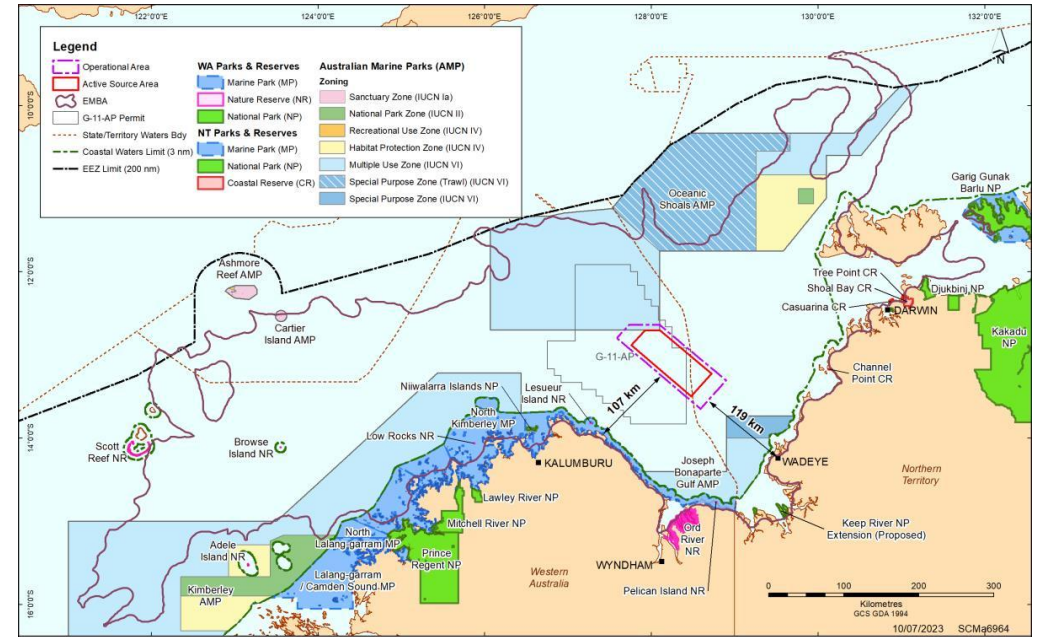 122°0'0"E
124°0'0"E
126°0'0"E
128°0'0"E
130°0'0"E
132°0'0"E
10°0'0"S
12°0'0"S
14°0'0"S
16°0'0"S
N
Legend
Operational Area
Active Source Area
EMBA
G-11-AP Permit
State/Territory Waters Bdy
Coastal Waters Limit (3 nm)
EEZ Limit (200 nm)
WA Parks & Reserves
Marine Park (MP)
Nature Reserve (NR)
National Park (NP)
NT Parks & Reserves
Marine Park (MP)
National Park (NP)
Coastal Reserve (CR)
Australian Marine Parks (AMP)
Zoning
Sanctuary Zone (IUCN Ia)
National Park Zone (IUCN II)
Recreational Use Zone (IUCN IV)
Habitat Protection Zone (IUCN IV)
Multiple Use Zone (IUCN VI)
Special Purpose Zone (Trawl) (IUCN VI)
Special Purpose Zone (IUCN VI)
Oceanic
Shoals AMP
Garig Gunak
Barlu NP
Ashmore
Reef AMP
Cartier
Island AMP
Tree Point CR
Shoal Bay CR
Casuarina CR
Djukbinj NP
DARWIN
Kakadu
NP
Channel
Point CR
G-11-AP
107 km
119 km
Niiwalarra Islands NP
Lesueur
Island NR
North
Kimberley MP
Low Rocks NR
Scott
Reef NR
Browse
Island NR
KALUMBURU
Joseph
Bonaparte
Gulf AMP
WADEYE
Northern
Territory
Lawley River NP
Mitchell River NP
Keep River NP
Extension (Proposed)
Ord
River
NR
Adele
Island NR
North
Lalang-garram MP
Prince
Regent NP
Kimberley
AMP
Lalang-garram
/ Camden Sound MP
Western
Australia
WYNDHAM
Pelican Island NR
0 100 200 300
Kilometres
GCS GDA 1994
10/07/2023 SCMa6964